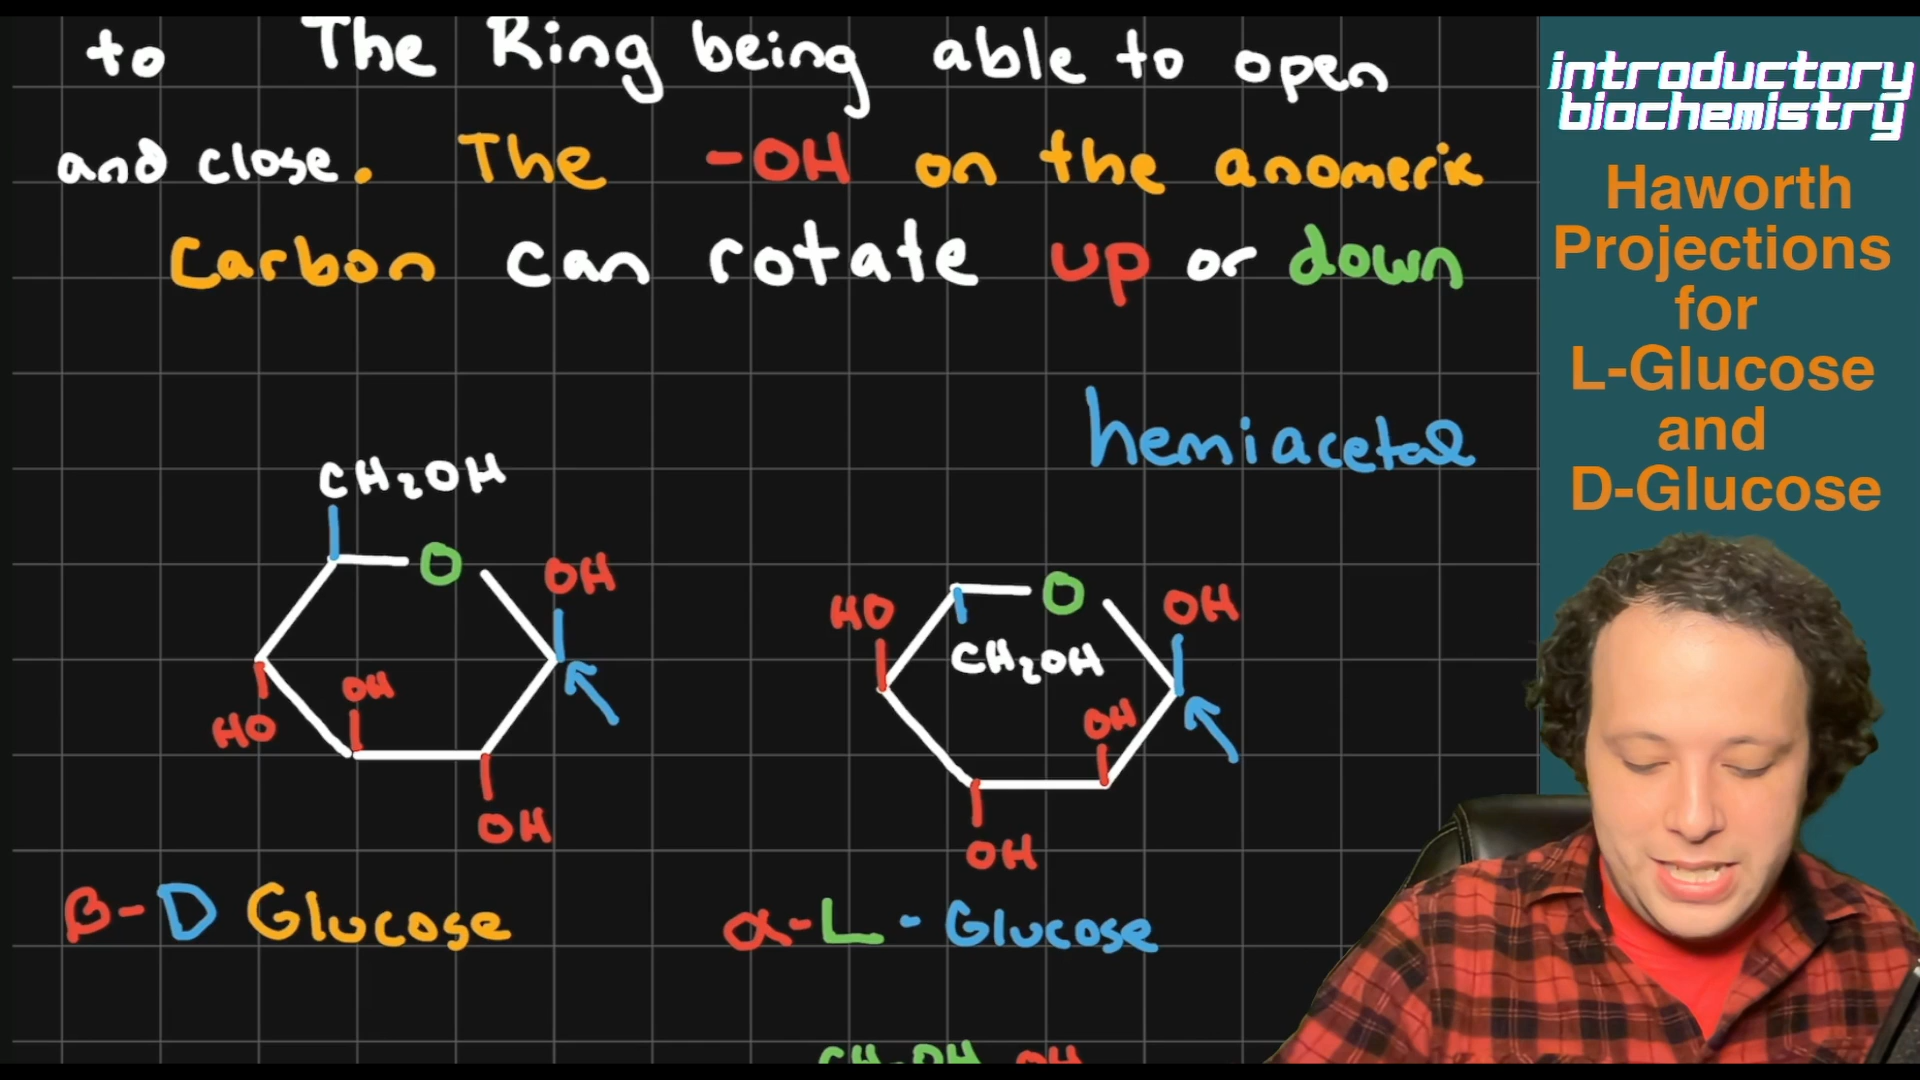 to The Ring being able to open
and close. The -OH on the anomeric
Carbon can rotate up or down
hemiacetal
CH2OH
O
OH
HO
OH
OH
β-D Glucose
HO
O
OH
CH2OH
OH
OH
α-L-Glucose
introductory
biochemistry
Haworth
Projections
for
L-Glucose
and
D-Glucose